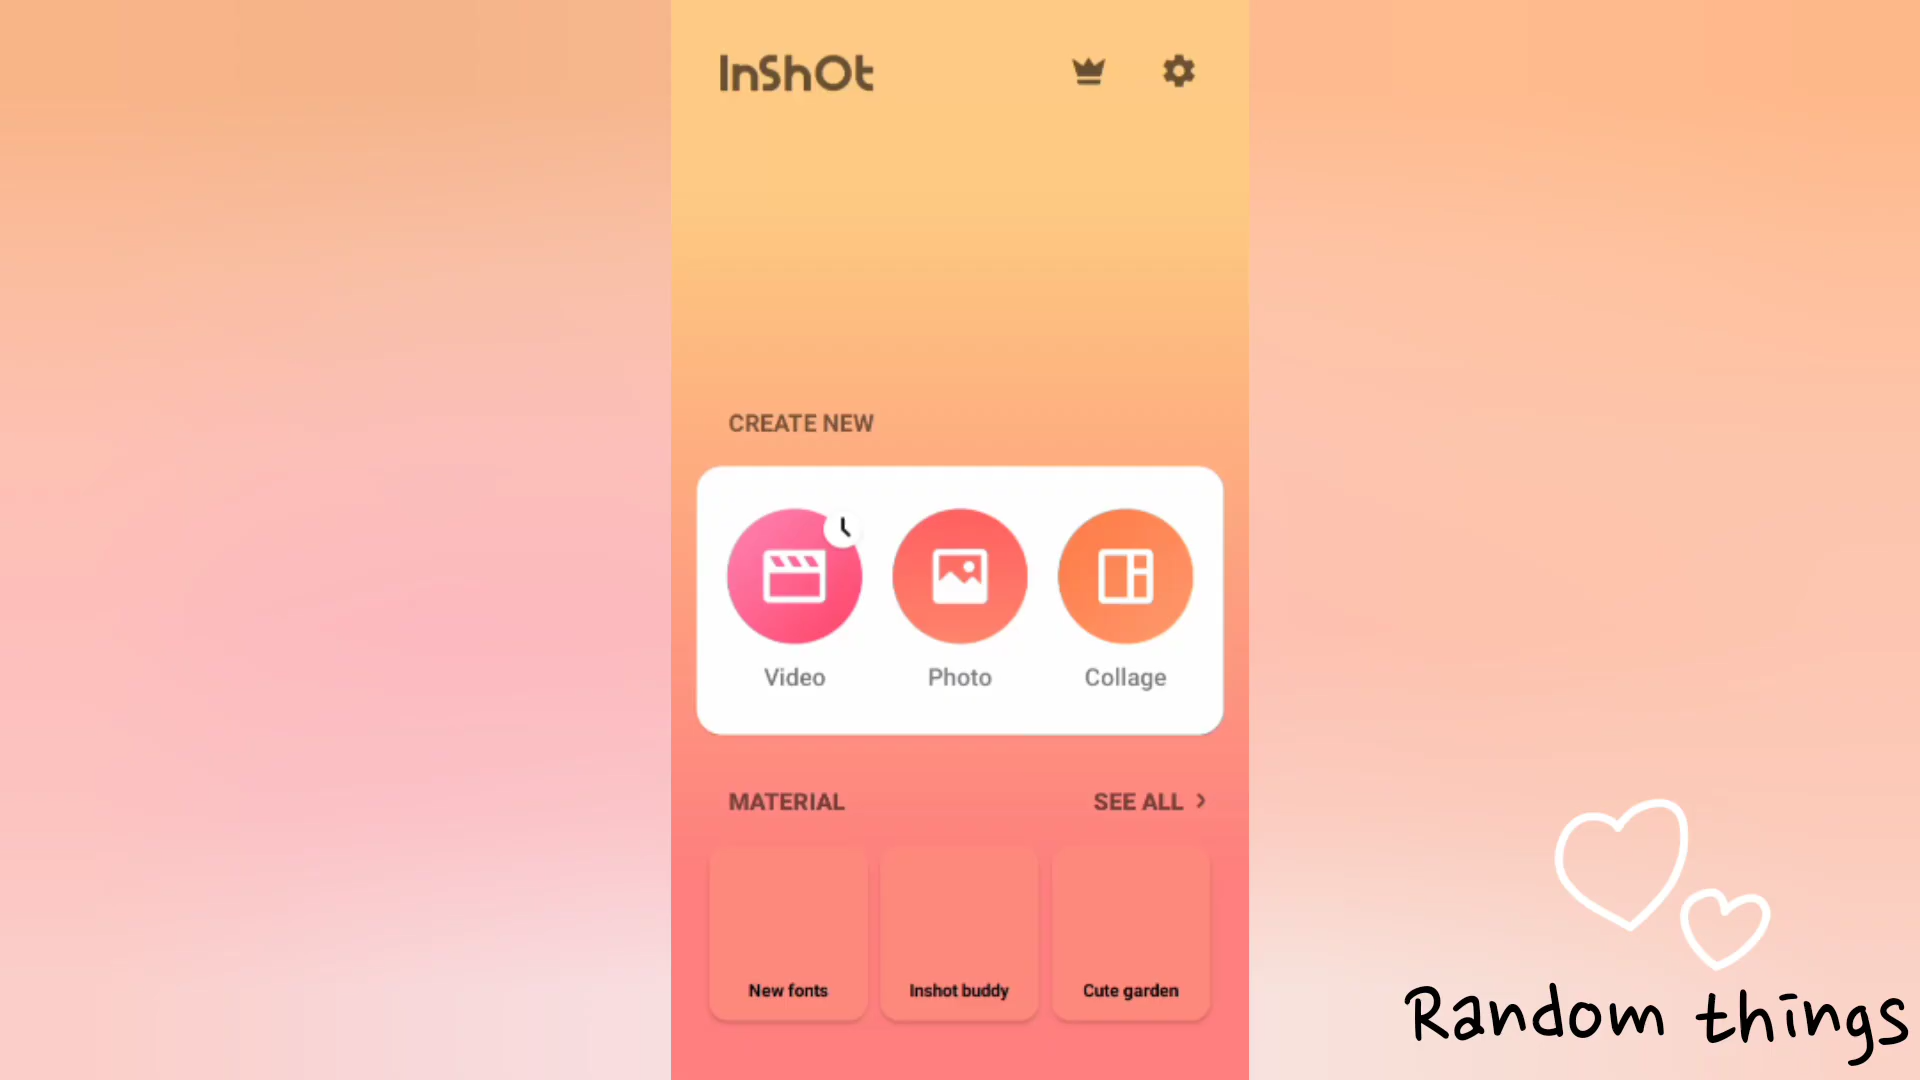 InShOt
CREATE NEW
Video Photo Collage
MATERIAL SEE ALL
New fonts Inshot buddy Cute garden
Random things